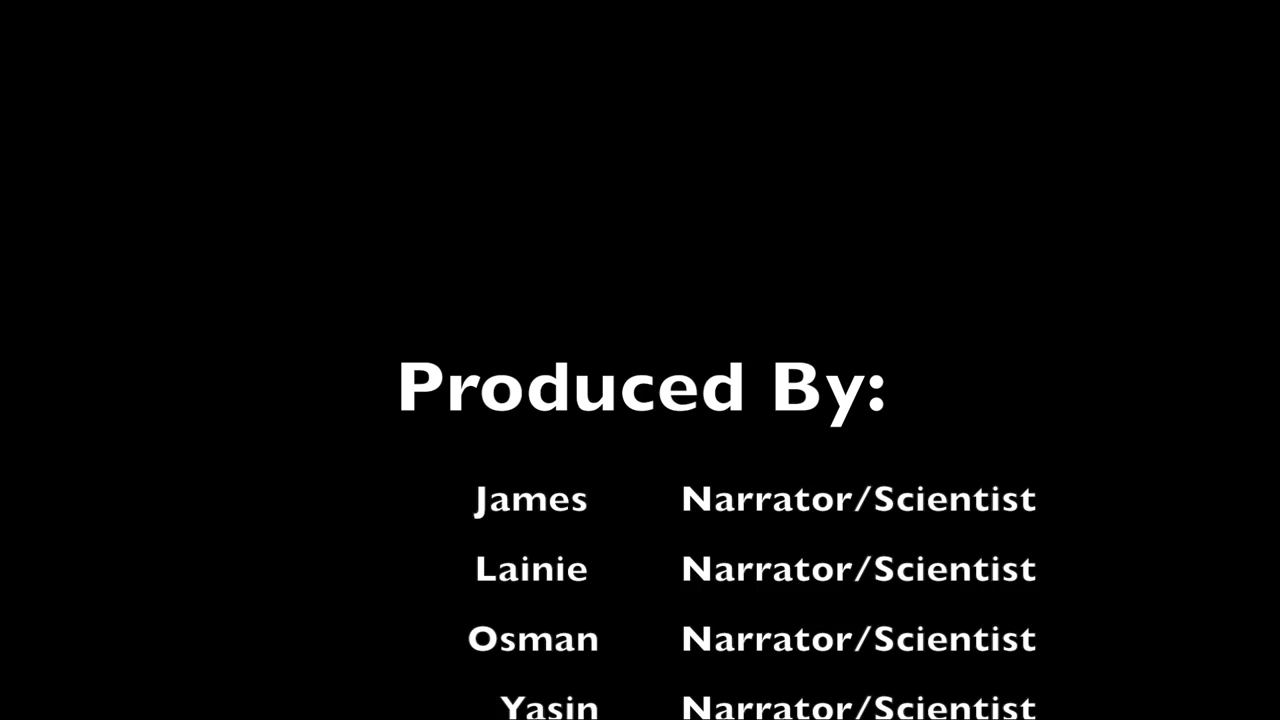 Produced By:
James Narrator/Scientist
Lainie Narrator/Scientist
Osman Narrator/Scientist
Yasin Narrator/Scientist